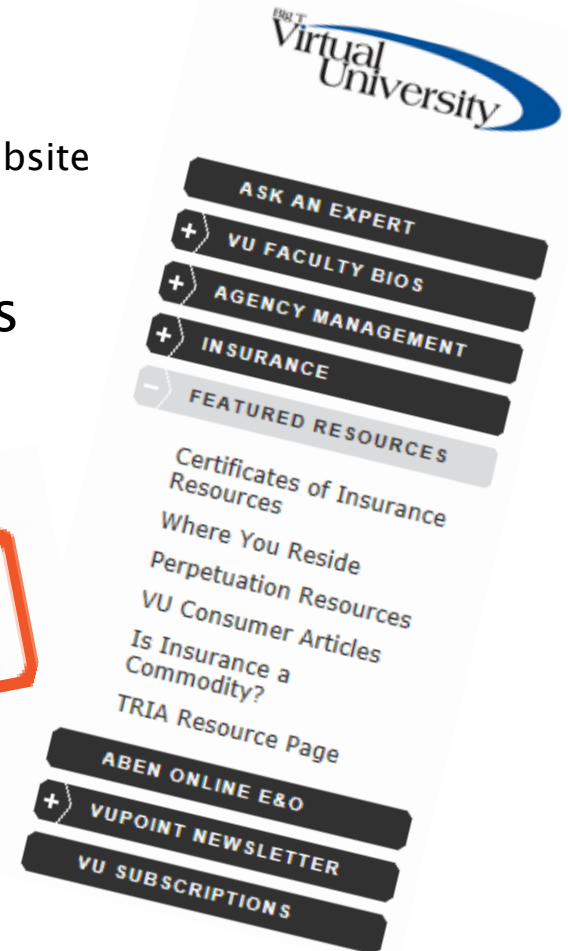 Big "I"
Virtual
University
bsite
ASK AN EXPERT
+ VU FACULTY BIOS
s
+ AGENCY MANAGEMENT
+ INSURANCE
− FEATURED RESOURCES
Certificates of Insurance
Resources
Where You Reside
Perpetuation Resources
VU Consumer Articles
Is Insurance a
Commodity?
TRIA Resource Page
ABEN ONLINE E&O
+ VUPOINT NEWSLETTER
VU SUBSCRIPTIONS